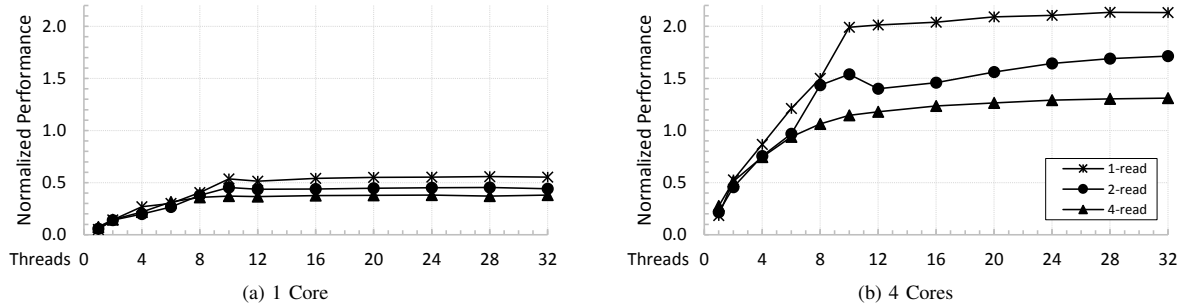 Normalized Performance
2.0
1.5
1.0
0.5
0.0
Threads 0 4 8 12 16 20 24 28 32
(a) 1 Core
Normalized Performance
2.0
1.5
1.0
0.5
0.0
1-read
2-read
4-read
Threads 0 4 8 12 16 20 24 28 32
(b) 4 Cores